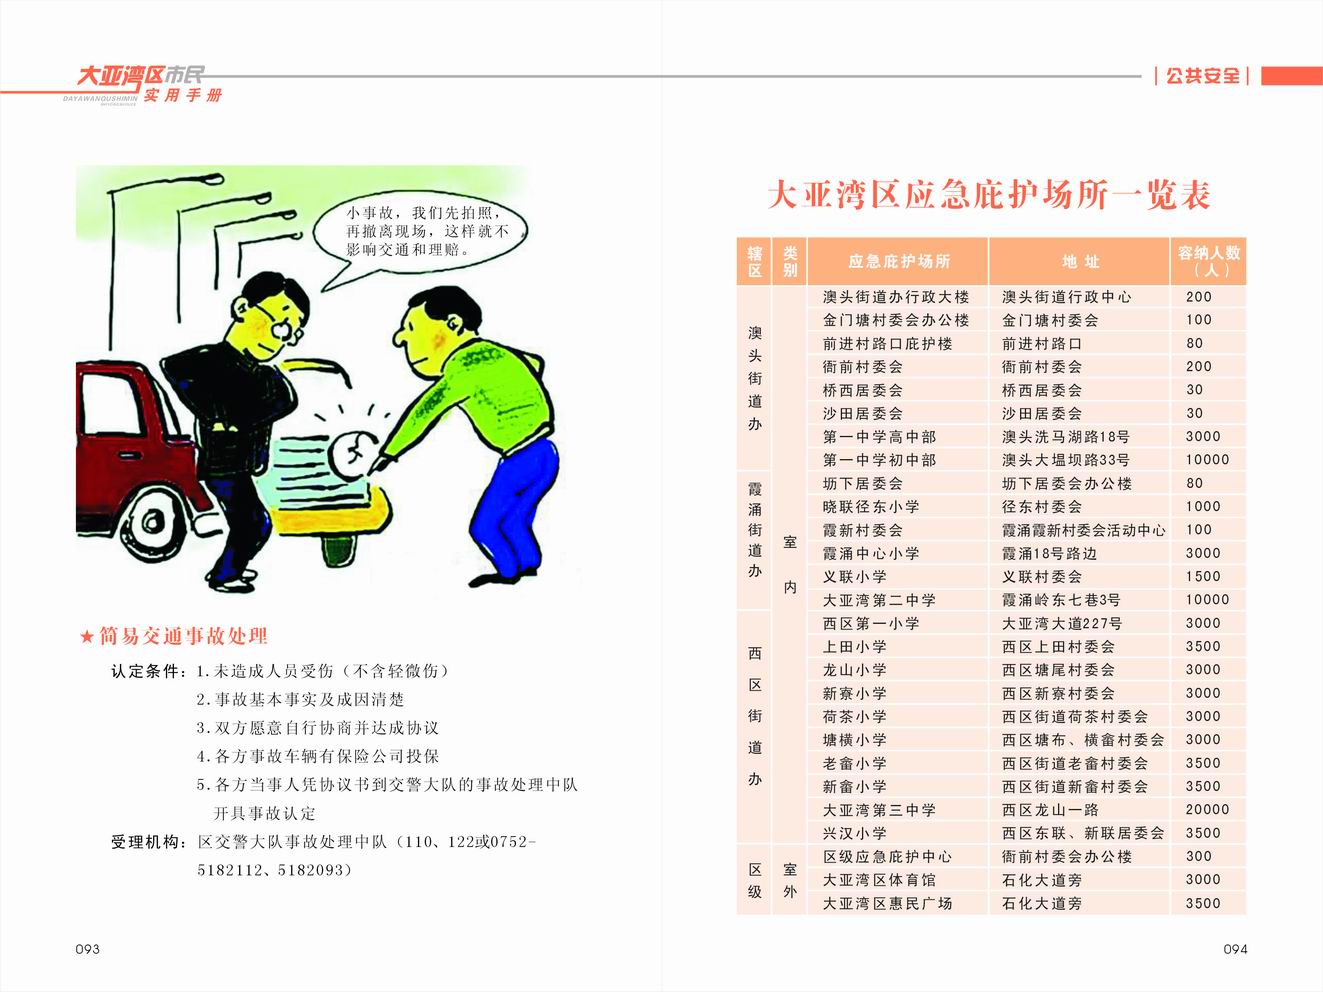 大亚湾区市民
DAYAWANQUSHIMIN
实用手册
公共安全
小事故，我们先拍照，
再撤离现场，这样就不
影响交通和理赔。
★简易交通事故处理
认定条件：1.未造成人员受伤（不含轻微伤）
2.事故基本事实及成因清楚
3.双方愿意自行协商并达成协议
4.各方事故车辆有保险公司投保
5.各方当事人凭协议书到交警大队的事故处理中队
开具事故认定
受理机构：区交警大队事故处理中队（110、122或0752-
5182112、5182093）
093
大亚湾区应急庇护场所一览表
辖区 类别 应急庇护场所 地址 容纳人数（人）
澳头街道办 室内 澳头街道办行政大楼 澳头街道行政中心 200
金门塘村委会办公楼 金门塘村委会 100
前进村路口庇护楼 前进村路口 80
衙前村委会 衙前村委会 200
桥西居委会 桥西居委会 30
沙田居委会 沙田居委会 30
第一中学高中部 澳头洗马湖路18号 3000
第一中学初中部 澳头大塭坝路33号 10000
霞涌街道办 坜下居委会 坜下居委会办公楼 80
晓联径东小学 径东村委会 1000
霞新村委会 霞涌霞新村委会活动中心 100
霞涌中心小学 霞涌18号路边 3000
义联小学 义联村委会 1500
大亚湾第二中学 霞涌岭东七巷3号 10000
西区街道办 西区第一小学 大亚湾大道227号 3000
上田小学 西区上田村委会 3500
龙山小学 西区塘尾村委会 3000
新寮小学 西区新寮村委会 3000
荷茶小学 西区街道荷茶村委会 3000
塘横小学 西区塘布、横畲村委会 3000
老畲小学 西区街道老畲村委会 3500
新畲小学 西区街道新畲村委会 3500
大亚湾第三中学 西区龙山一路 20000
兴汉小学 西区东联、新联居委会 3500
区级 室外 区级应急庇护中心 衙前村委会办公楼 300
大亚湾区体育馆 石化大道旁 3000
大亚湾区惠民广场 石化大道旁 3500
094